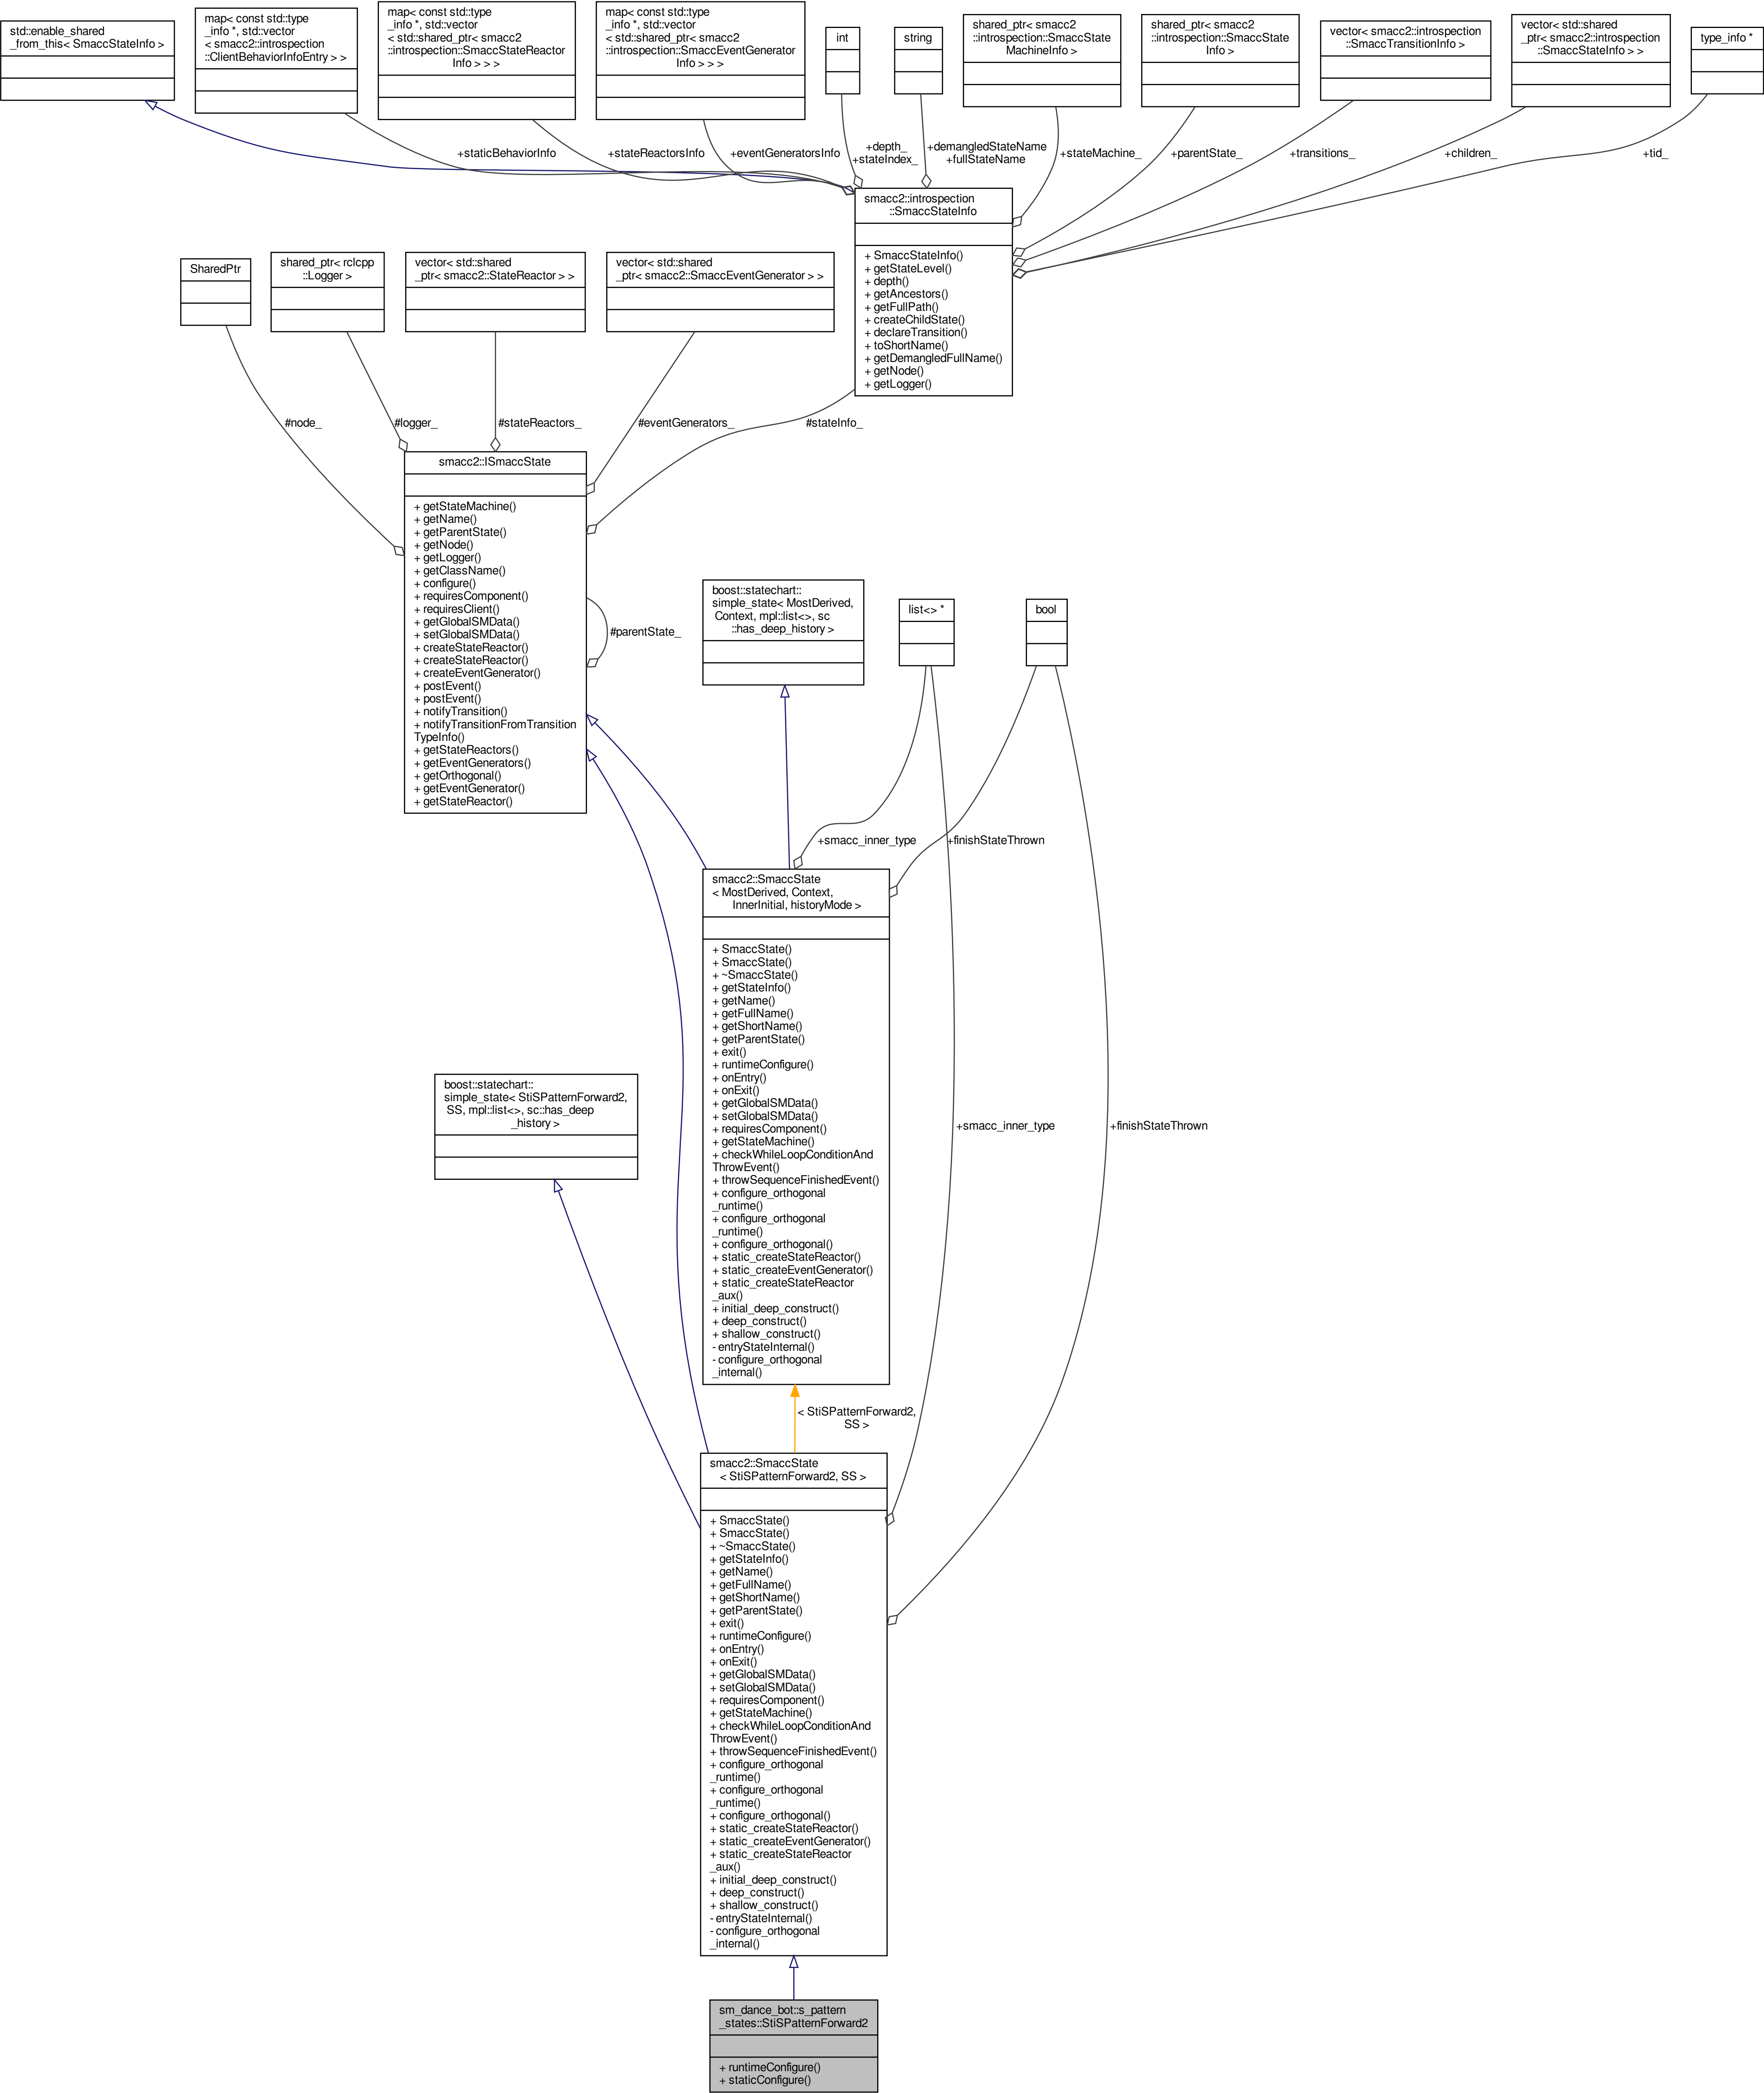 std::enable_shared
_from_this< SmaccStateInfo >
map< const std::type
_info *, std::vector
< smacc2::introspection
::ClientBehaviorInfoEntry > >
map< const std::type
_info *, std::vector
< std::shared_ptr< smacc2
::introspection::SmaccStateReactor
Info > > >
map< const std::type
_info *, std::vector
< std::shared_ptr< smacc2
::introspection::SmaccEventGenerator
Info > > >
int
string
shared_ptr< smacc2
::introspection::SmaccState
MachineInfo >
shared_ptr< smacc2
::introspection::SmaccState
Info >
vector< smacc2::introspection
::SmaccTransitionInfo >
vector< std::shared
_ptr< smacc2::introspection
::SmaccStateInfo > >
type_info *
+staticBehaviorInfo
+stateReactorsInfo
+eventGeneratorsInfo
+depth_
+stateIndex_
+demangledStateName
+fullStateName
+stateMachine_
+parentState_
+transitions_
+children_
+tid_
smacc2::introspection
::SmaccStateInfo
+ SmaccStateInfo()
+ getStateLevel()
+ depth()
+ getAncestors()
+ getFullPath()
+ createChildState()
+ declareTransition()
+ toShortName()
+ getDemangledFullName()
+ getNode()
+ getLogger()
SharedPtr
shared_ptr< rclcpp
::Logger >
vector< std::shared
_ptr< smacc2::StateReactor > >
vector< std::shared
_ptr< smacc2::SmaccEventGenerator > >
#node_
#logger_
#stateReactors_
#eventGenerators_
#stateInfo_
smacc2::ISmaccState
+ getStateMachine()
+ getName()
+ getParentState()
+ getNode()
+ getLogger()
+ getClassName()
+ configure()
+ requiresComponent()
+ requiresClient()
+ getGlobalSMData()
+ setGlobalSMData()
+ createStateReactor()
+ createStateReactor()
+ createEventGenerator()
+ postEvent()
+ postEvent()
+ notifyTransition()
+ notifyTransitionFromTransition
TypeInfo()
+ getStateReactors()
+ getEventGenerators()
+ getOrthogonal()
+ getEventGenerator()
+ getStateReactor()
#parentState_
boost::statechart::
simple_state< MostDerived,
Context, mpl::list<>, sc
::has_deep_history >
list<> *
bool
+smacc_inner_type
+finishStateThrown
smacc2::SmaccState
< MostDerived, Context,
InnerInitial, historyMode >
+ SmaccState()
+ SmaccState()
+ ~SmaccState()
+ getStateInfo()
+ getName()
+ getFullName()
+ getShortName()
+ getParentState()
+ exit()
+ runtimeConfigure()
+ onEntry()
+ onExit()
+ getGlobalSMData()
+ setGlobalSMData()
+ requiresComponent()
+ getStateMachine()
+ checkWhileLoopConditionAnd
ThrowEvent()
+ throwSequenceFinishedEvent()
+ configure_orthogonal
_runtime()
+ configure_orthogonal
_runtime()
+ configure_orthogonal()
+ static_createStateReactor()
+ static_createEventGenerator()
+ static_createStateReactor
_aux()
+ initial_deep_construct()
+ deep_construct()
+ shallow_construct()
- entryStateInternal()
- configure_orthogonal
_internal()
boost::statechart::
simple_state< StiSPatternForward2,
SS, mpl::list<>, sc::has_deep
_history >
+smacc_inner_type
+finishStateThrown
< StiSPatternForward2,
SS >
smacc2::SmaccState
< StiSPatternForward2, SS >
+ SmaccState()
+ SmaccState()
+ ~SmaccState()
+ getStateInfo()
+ getName()
+ getFullName()
+ getShortName()
+ getParentState()
+ exit()
+ runtimeConfigure()
+ onEntry()
+ onExit()
+ getGlobalSMData()
+ setGlobalSMData()
+ requiresComponent()
+ getStateMachine()
+ checkWhileLoopConditionAnd
ThrowEvent()
+ throwSequenceFinishedEvent()
+ configure_orthogonal
_runtime()
+ configure_orthogonal
_runtime()
+ configure_orthogonal()
+ static_createStateReactor()
+ static_createEventGenerator()
+ static_createStateReactor
_aux()
+ initial_deep_construct()
+ deep_construct()
+ shallow_construct()
- entryStateInternal()
- configure_orthogonal
_internal()
sm_dance_bot::s_pattern
_states::StiSPatternForward2
+ runtimeConfigure()
+ staticConfigure()